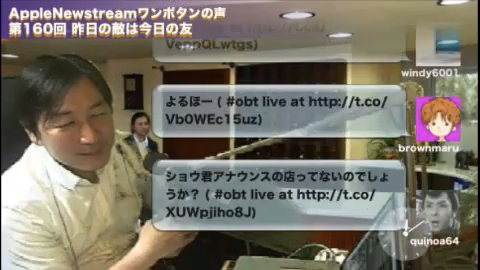 AppleNewstreamワンボタンの声
第160回 昨日の敵は今日の友
windy6001
よるほー ( #obt live at http://t.co/
Vb0WEc15uz)
brownmaru
ショウ君アナウンスの店ってないのでしょ
うか? ( #obt live at http://t.co/
XUWpjiho8J)
quinoa64